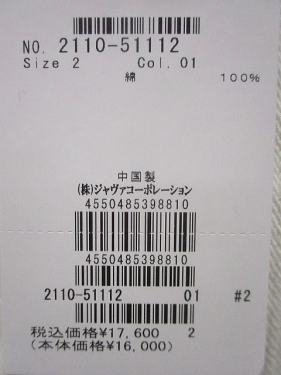 NO. 2110-51112
Size 2 Col. 01
綿 100%
中国製
(株)ジャヴァコーポレーション
4550485398810
4550485398810
2110-51112 01 #2
税込価格¥17,600 2
(本体価格¥16,000)